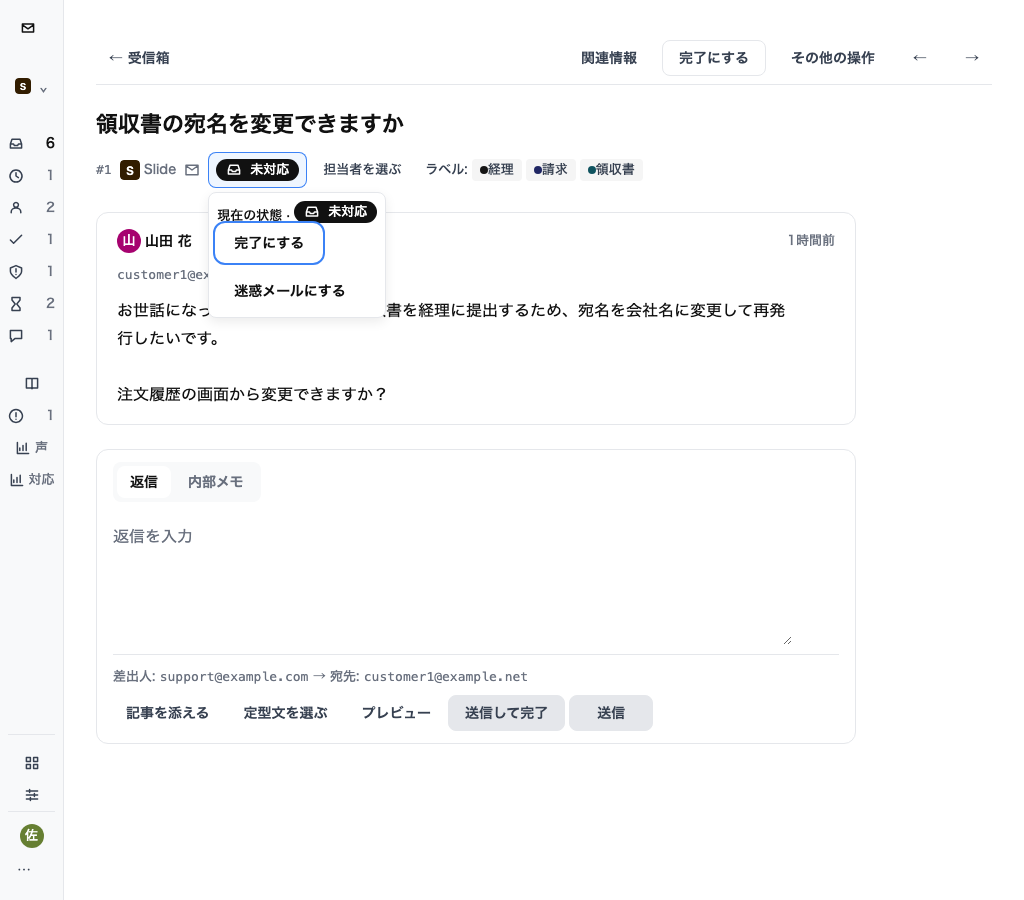 ← 受信箱
関連情報
完了にする
その他の操作
←
→
S
6
1
2
1
1
2
1
1
声
対応
佐
…
領収書の宛名を変更できますか
#1 S Slide 未対応 担当者を選ぶ ラベル: 経理 請求 領収書
現在の状態 · 未対応
完了にする
迷惑メールにする
山 山田 花
1時間前
customer1@ex
お世話になっ
書を経理に提出するため、宛名を会社名に変更して再発
行したいです。
注文履歴の画面から変更できますか？
返信 内部メモ
返信を入力
差出人: support@example.com → 宛先: customer1@example.net
記事を添える 定型文を選ぶ プレビュー 送信して完了 送信